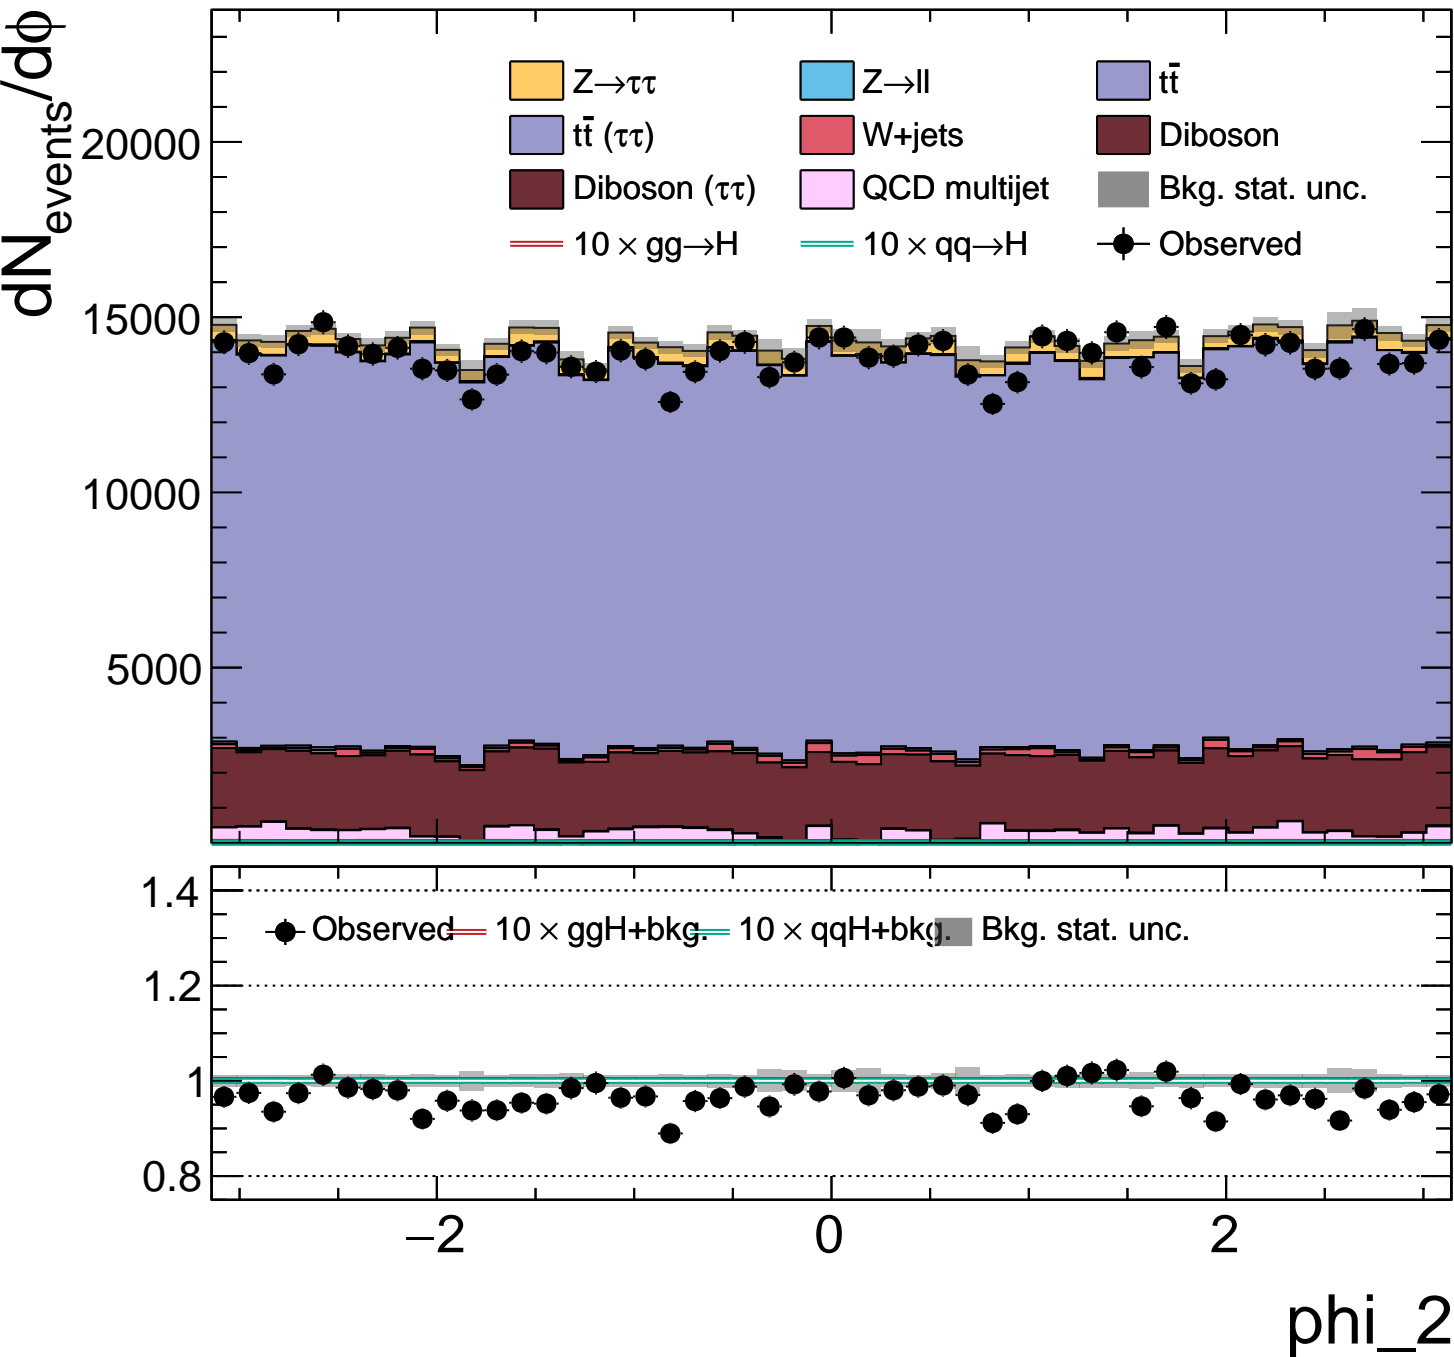 dN_events/dϕ
Z→ττ Z→ll tt̄
tt̄ (ττ) W+jets Diboson
Diboson (ττ) QCD multijet Bkg. stat. unc.
10 × gg→H 10 × qq→H Observed
20000
15000
10000
5000
1.4
Observed 10 × ggH+bkg. 10 × qqH+bkg. Bkg. stat. unc.
1.2
1
0.8
−2 0 2
phi_2